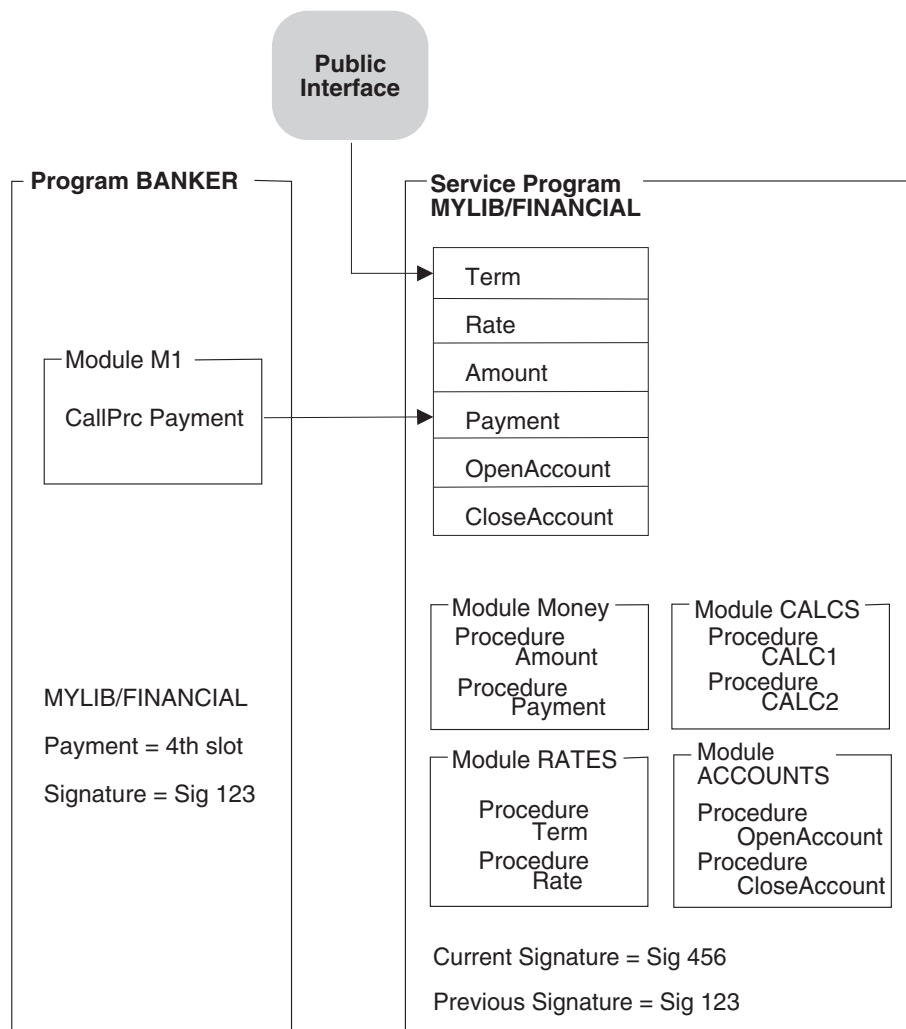 Public
Interface
Program BANKER
Service Program
MYLIB/FINANCIAL
Term
Rate
Amount
Payment
OpenAccount
CloseAccount
Module M1
CallPrc Payment
Module Money
Procedure
Amount
Procedure
Payment
Module CALCS
Procedure
CALC1
Procedure
CALC2
MYLIB/FINANCIAL
Payment = 4th slot
Signature = Sig 123
Module RATES
Procedure
Term
Procedure
Rate
Module
ACCOUNTS
Procedure
OpenAccount
Procedure
CloseAccount
Current Signature = Sig 456
Previous Signature = Sig 123